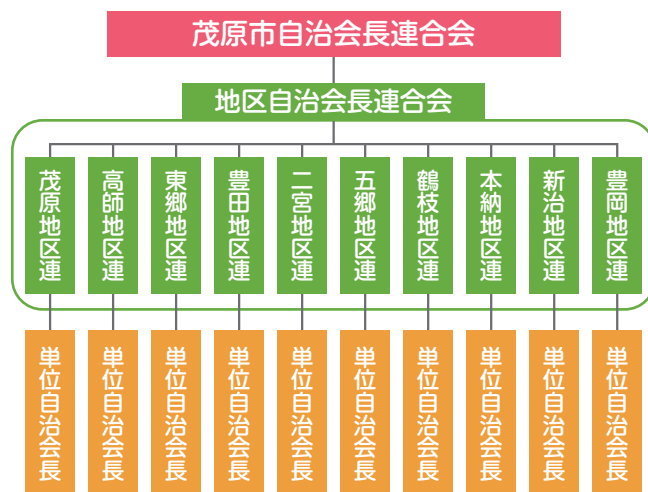 茂原市自治会長連合会
地区自治会長連合会
茂原地区連
高師地区連
東郷地区連
豊田地区連
二宮地区連
五郷地区連
鶴枝地区連
本納地区連
新治地区連
豊岡地区連
単位自治会長
単位自治会長
単位自治会長
単位自治会長
単位自治会長
単位自治会長
単位自治会長
単位自治会長
単位自治会長
単位自治会長